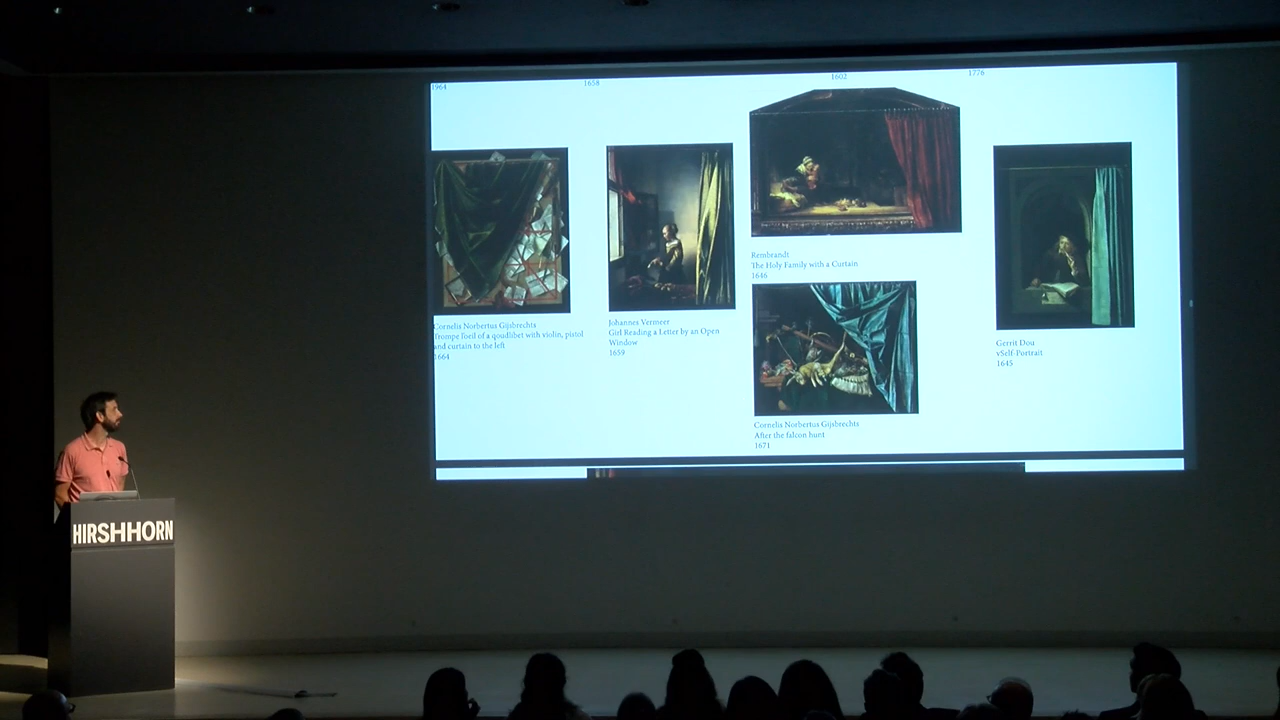 1964
1658
1602
1776
Cornelis Norbertus Gijsbrechts
Trompe l'oeil of a qoudlibet with violin, pistol
and curtain to the left
1664
Johannes Vermeer
Girl Reading a Letter by an Open
Window
1659
Rembrandt
The Holy Family with a Curtain
1646
Cornelis Norbertus Gijsbrechts
After the falcon hunt
1671
Gerrit Dou
vSelf-Portrait
1645
HIRSHHORN